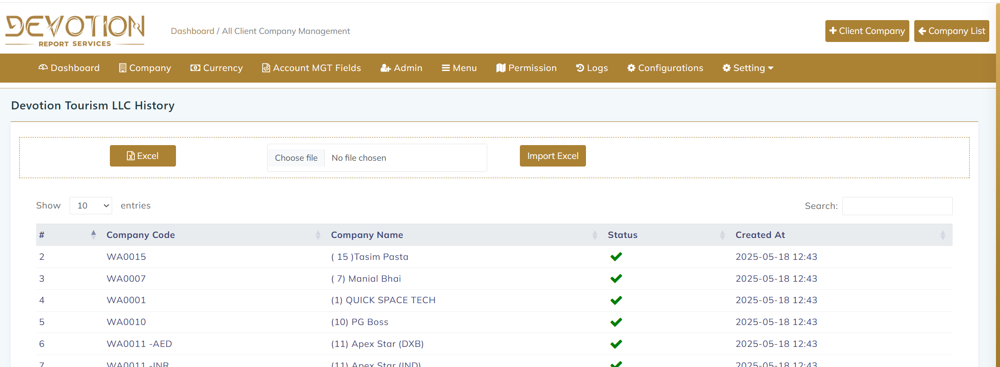 DEVOTION
REPORT SERVICES
Dashboard / All Client Company Management
Client Company
Company List
Dashboard Company Currency Account MGT Fields Admin Menu Permission Logs Configurations Setting
Devotion Tourism LLC History
Excel
Choose file No file chosen
Import Excel
Show 10 entries
Search:
# Company Code Company Name Status Created At
2 WA0015 ( 15 )Tasim Pasta 2025-05-18 12:43
3 WA0007 ( 7) Manial Bhai 2025-05-18 12:43
4 WA0001 (1) QUICK SPACE TECH 2025-05-18 12:43
5 WA0010 (10) PG Boss 2025-05-18 12:43
6 WA0011 -AED (11) Apex Star (DXB) 2025-05-18 12:43
7 WA0011 -INR (11) Apex Star (IND) 2025-05-18 12:43